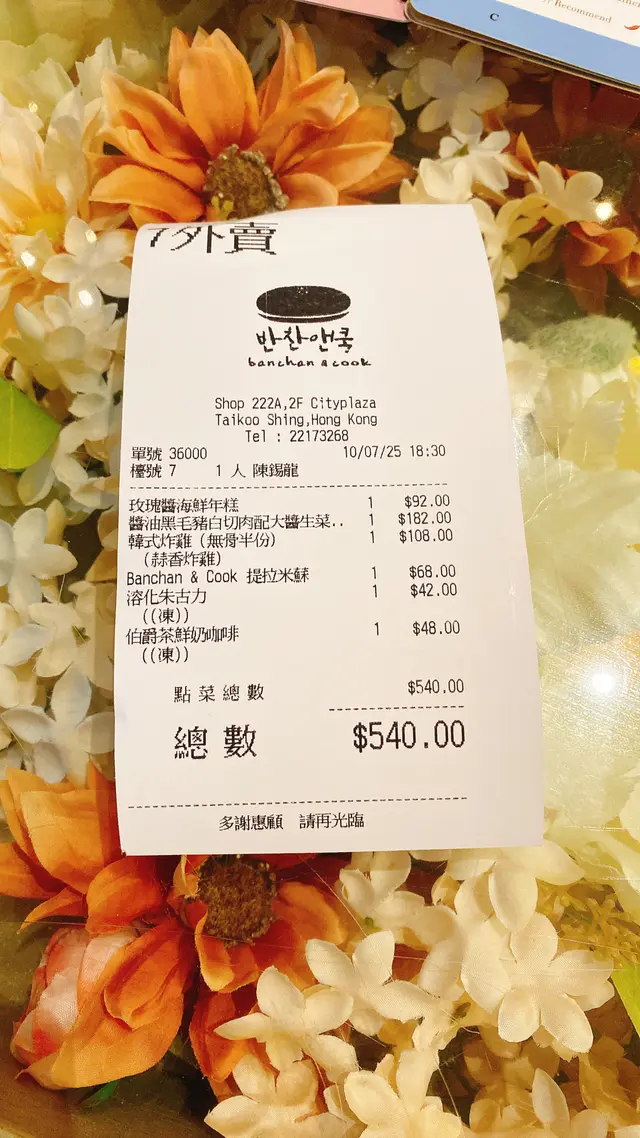 Recommend
C
7外賣
반찬앤쿡
banchan & cook
Shop 222A,2F Cityplaza
Taikoo Shing,Hong Kong
Tel : 22173268
單號 36000 10/07/25 18:30
檯號 7 1 人 陳錫龍
玫瑰醬海鮮年糕 1 $92.00
醬油黑毛豬白切肉配大醬生菜.. 1 $182.00
韓式炸雞(無骨半份) 1 $108.00
(蒜香炸雞)
Banchan & Cook 提拉米蘇 1 $68.00
溶化朱古力 1 $42.00
((凍))
伯爵茶鮮奶咖啡 1 $48.00
((凍))
點菜總數 $540.00
總數 $540.00
多謝惠顧 請再光臨